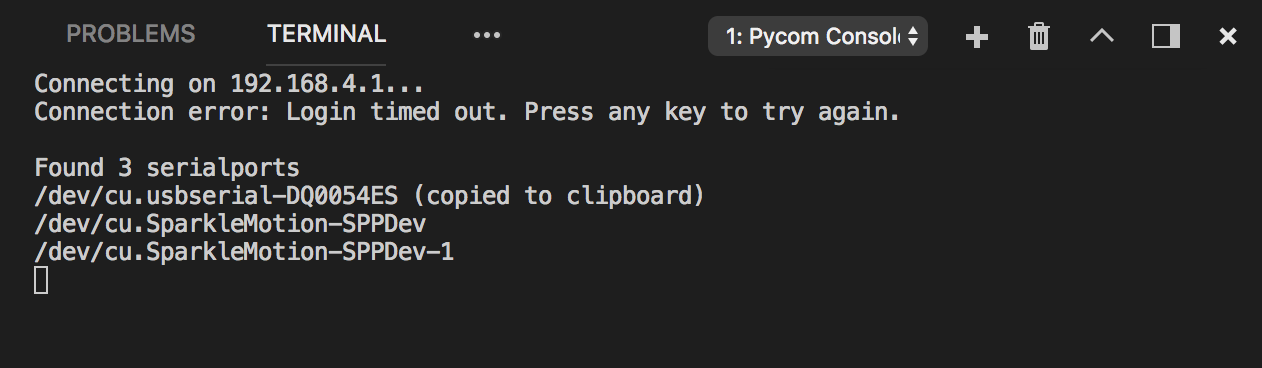 PROBLEMS TERMINAL ••• 1: Pycom Consol
Connecting on 192.168.4.1...
Connection error: Login timed out. Press any key to try again.
Found 3 serialports
/dev/cu.usbserial-DQ0054ES (copied to clipboard)
/dev/cu.SparkleMotion-SPPDev
/dev/cu.SparkleMotion-SPPDev-1